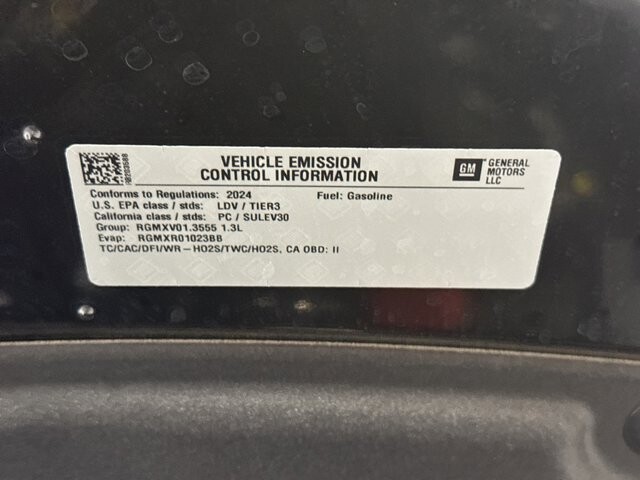 VEHICLE EMISSION
CONTROL INFORMATION
GM GENERAL
MOTORS
LLC
Conforms to Regulations: 2024 Fuel: Gasoline
U.S. EPA class / stds: LDV / TIER3
California class / stds: PC / SULEV30
Group: RGMXV01.3555 1.3L
Evap: RGMXR01023BB
TC/CAC/DFI/WR-HO2S/TWC/HO2S, CA OBD: II